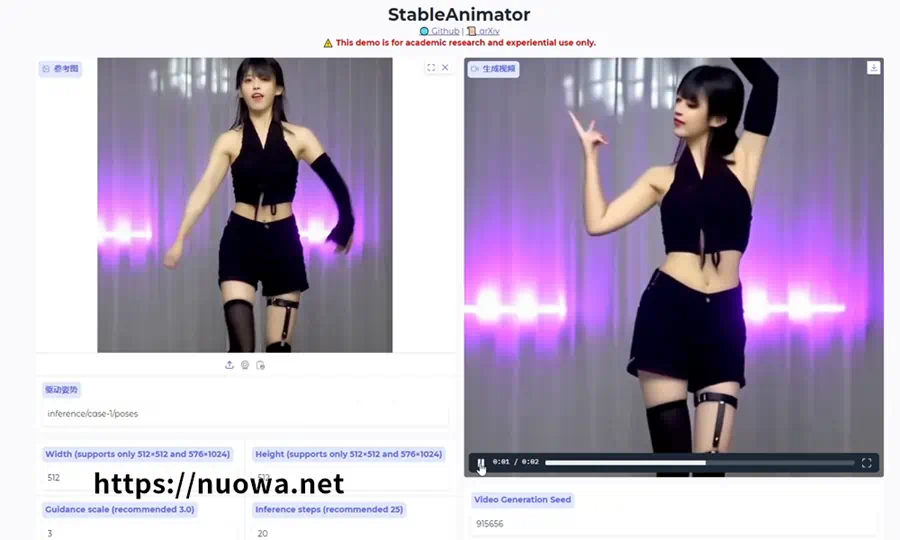 StableAnimator
Github | arXiv
⚠ This demo is for academic research and experiential use only.
参考图
生成视频
0:01 / 0:02
驱动姿势
inference/case-1/poses
Width (supports only 512×512 and 576×1024)
Height (supports only 512×512 and 576×1024)
512
https://nuowa.net
Guidance scale (recommended 3.0)
Inference steps (recommended 25)
3
20
Video Generation Seed
915656